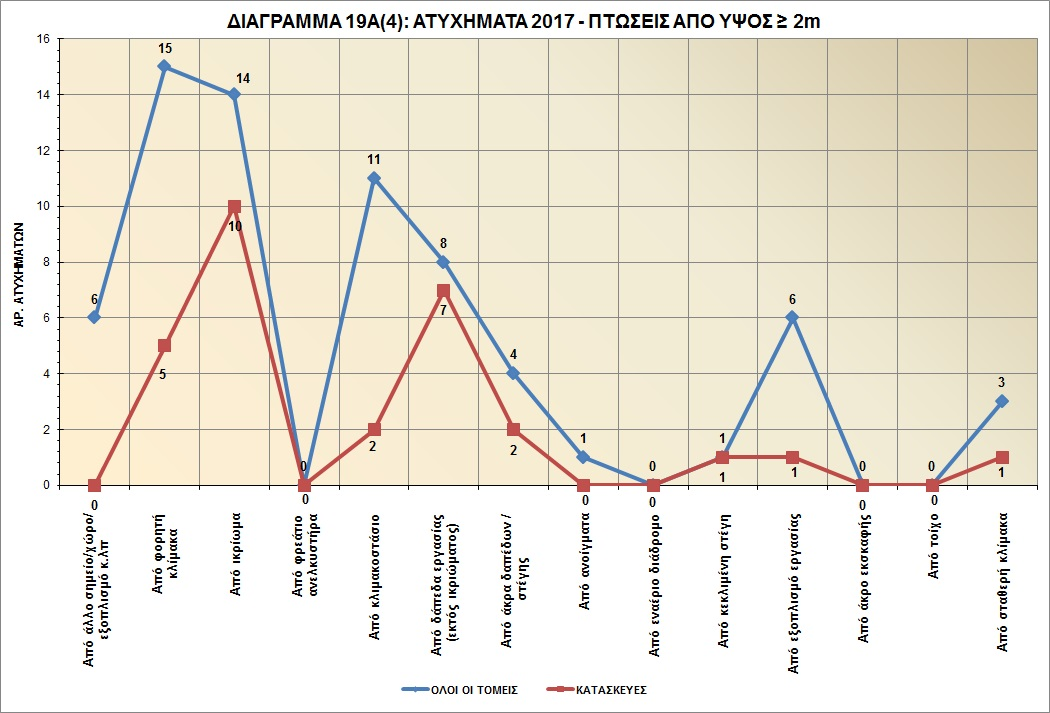 ΔΙΑΓΡΑΜΜΑ 19Α(4): ΑΤΥΧΗΜΑΤΑ 2017 - ΠΤΩΣΕΙΣ ΑΠΟ ΥΨΟΣ ≥ 2m
ΑΡ. ΑΤΥΧΗΜΑΤΩΝ
16
14
12
10
8
6
4
2
0
6
15
14
0
11
8
4
1
0
1
6
0
0
3
0
5
10
0
2
7
2
0
0
1
1
0
0
1
Από άλλο σημείο/χώρο/
εξοπλισμό κ.λπ
Από φορητή
κλίμακα
Από ικρίωμα
Από φρεάτιο
ανελκυστήρα
Από κλιμακοστάσιο
Από δάπεδα εργασίας
(εκτός ικριώματος)
Από άκρα δαπέδων /
στέγης
Από ανοίγματα
Από εναέριο διάδρομο
Από κεκλιμένη στέγη
Από εξοπλισμό εργασίας
Από άκρο εκσκαφής
Από τοίχο
Από σταθερή κλίμακα
ΟΛΟΙ ΟΙ ΤΟΜΕΙΣ
ΚΑΤΑΣΚΕΥΕΣ